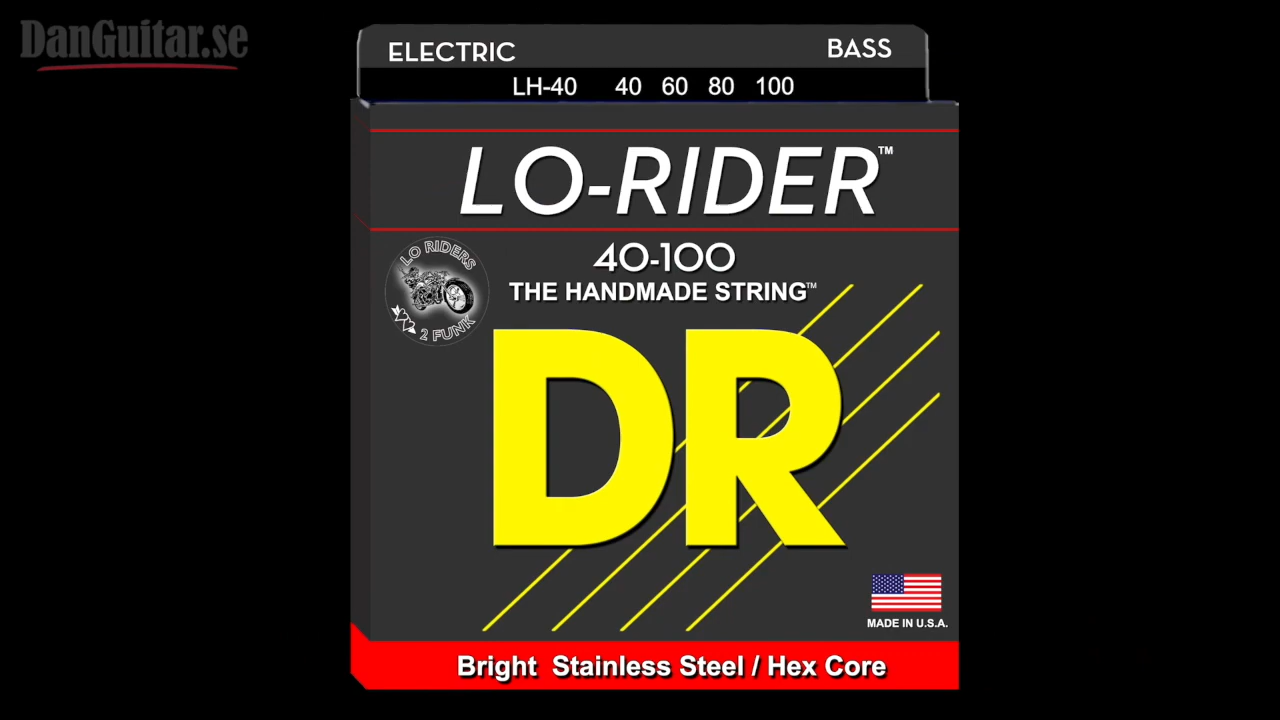 DanGuitar.se
ELECTRIC BASS
LH-40 40 60 80 100
LO-RIDER™
40-100
THE HANDMADE STRING™
LO RIDERS
2 FUNK
DR
MADE IN U.S.A.
Bright Stainless Steel / Hex Core